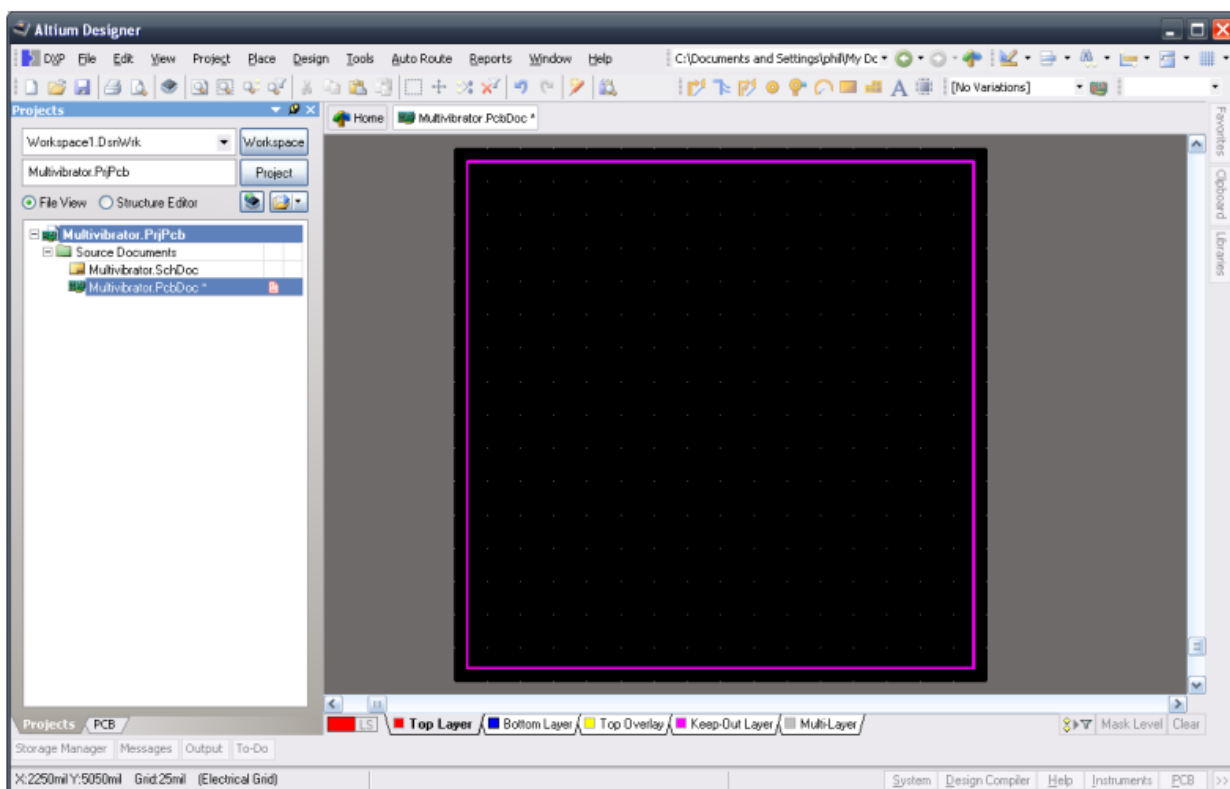 Altium Designer
DXP File Edit View Project Place Design Tools Auto Route Reports Window Help C:\Documents and Settings\phil\My Dc
[No Variations]
Projects
Home Multivibrator.PcbDoc *
Workspace1.DsnWrk Workspace
Multivibrator.PrjPcb Project
File View Structure Editor
Multivibrator.PrjPcb
Source Documents
Multivibrator.SchDoc
Multivibrator.PcbDoc *
Favorites
Clipboard
Libraries
Projects PCB
LS Top Layer Bottom Layer Top Overlay Keep-Out Layer Multi-Layer Mask Level Clear
Storage Manager Messages Output To-Do
X:2250mil Y:5050mil Grid:25mil (Electrical Grid) System Design Compiler Help Instruments PCB >>